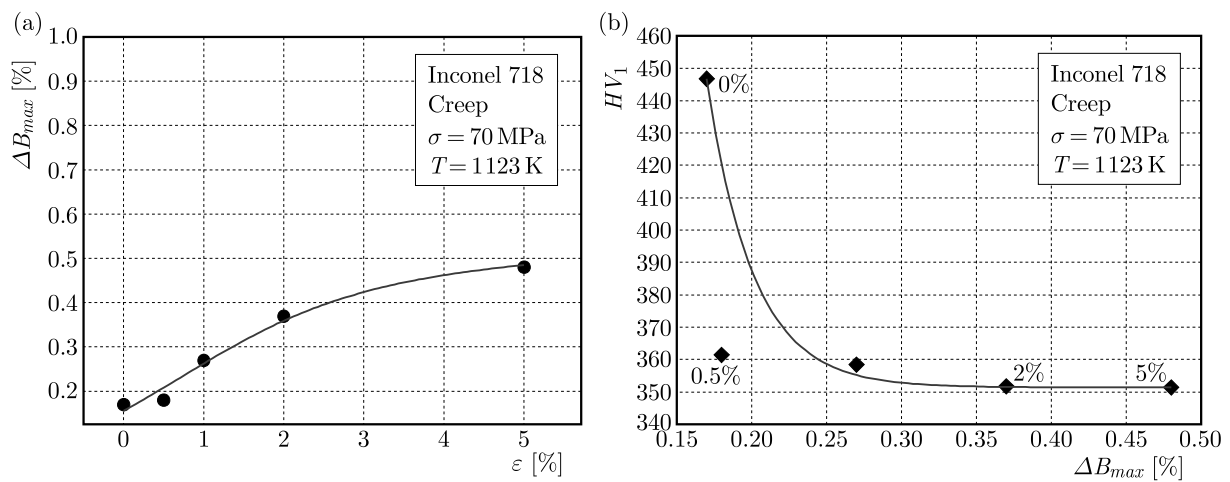 (a)
1.0
0.9
0.8
0.7
0.6
0.5
0.4
0.3
0.2
ΔB_max [%]
Inconel 718
Creep
σ = 70 MPa
T = 1123 K
0 1 2 3 4 5
ε [%]
(b)
460
450
440
430
420
410
400
390
380
370
360
350
340
HV₁
Inconel 718
Creep
σ = 70 MPa
T = 1123 K
0%
0.5%
2%
5%
0.15 0.20 0.25 0.30 0.35 0.40 0.45 0.50
ΔB_max [%]